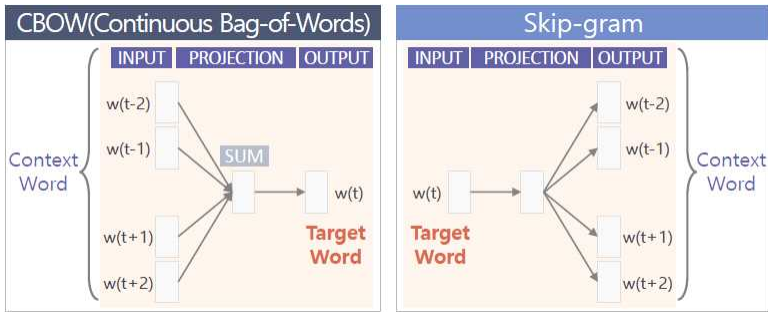 CBOW(Continuous Bag-of-Words)
INPUT PROJECTION OUTPUT
w(t-2)
w(t-1)
SUM
Context
Word
w(t)
Target
Word
w(t+1)
w(t+2)
Skip-gram
INPUT PROJECTION OUTPUT
w(t-2)
w(t-1)
w(t)
Target
Word
Context
Word
w(t+1)
w(t+2)